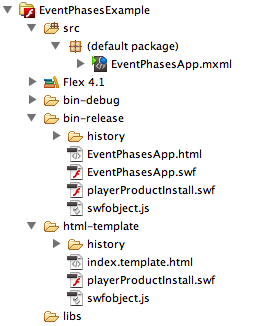 EventPhasesExample
src
(default package)
EventPhasesApp.mxml
Flex 4.1
bin-debug
bin-release
history
EventPhasesApp.html
EventPhasesApp.swf
playerProductInstall.swf
swfobject.js
html-template
history
index.template.html
playerProductInstall.swf
swfobject.js
libs